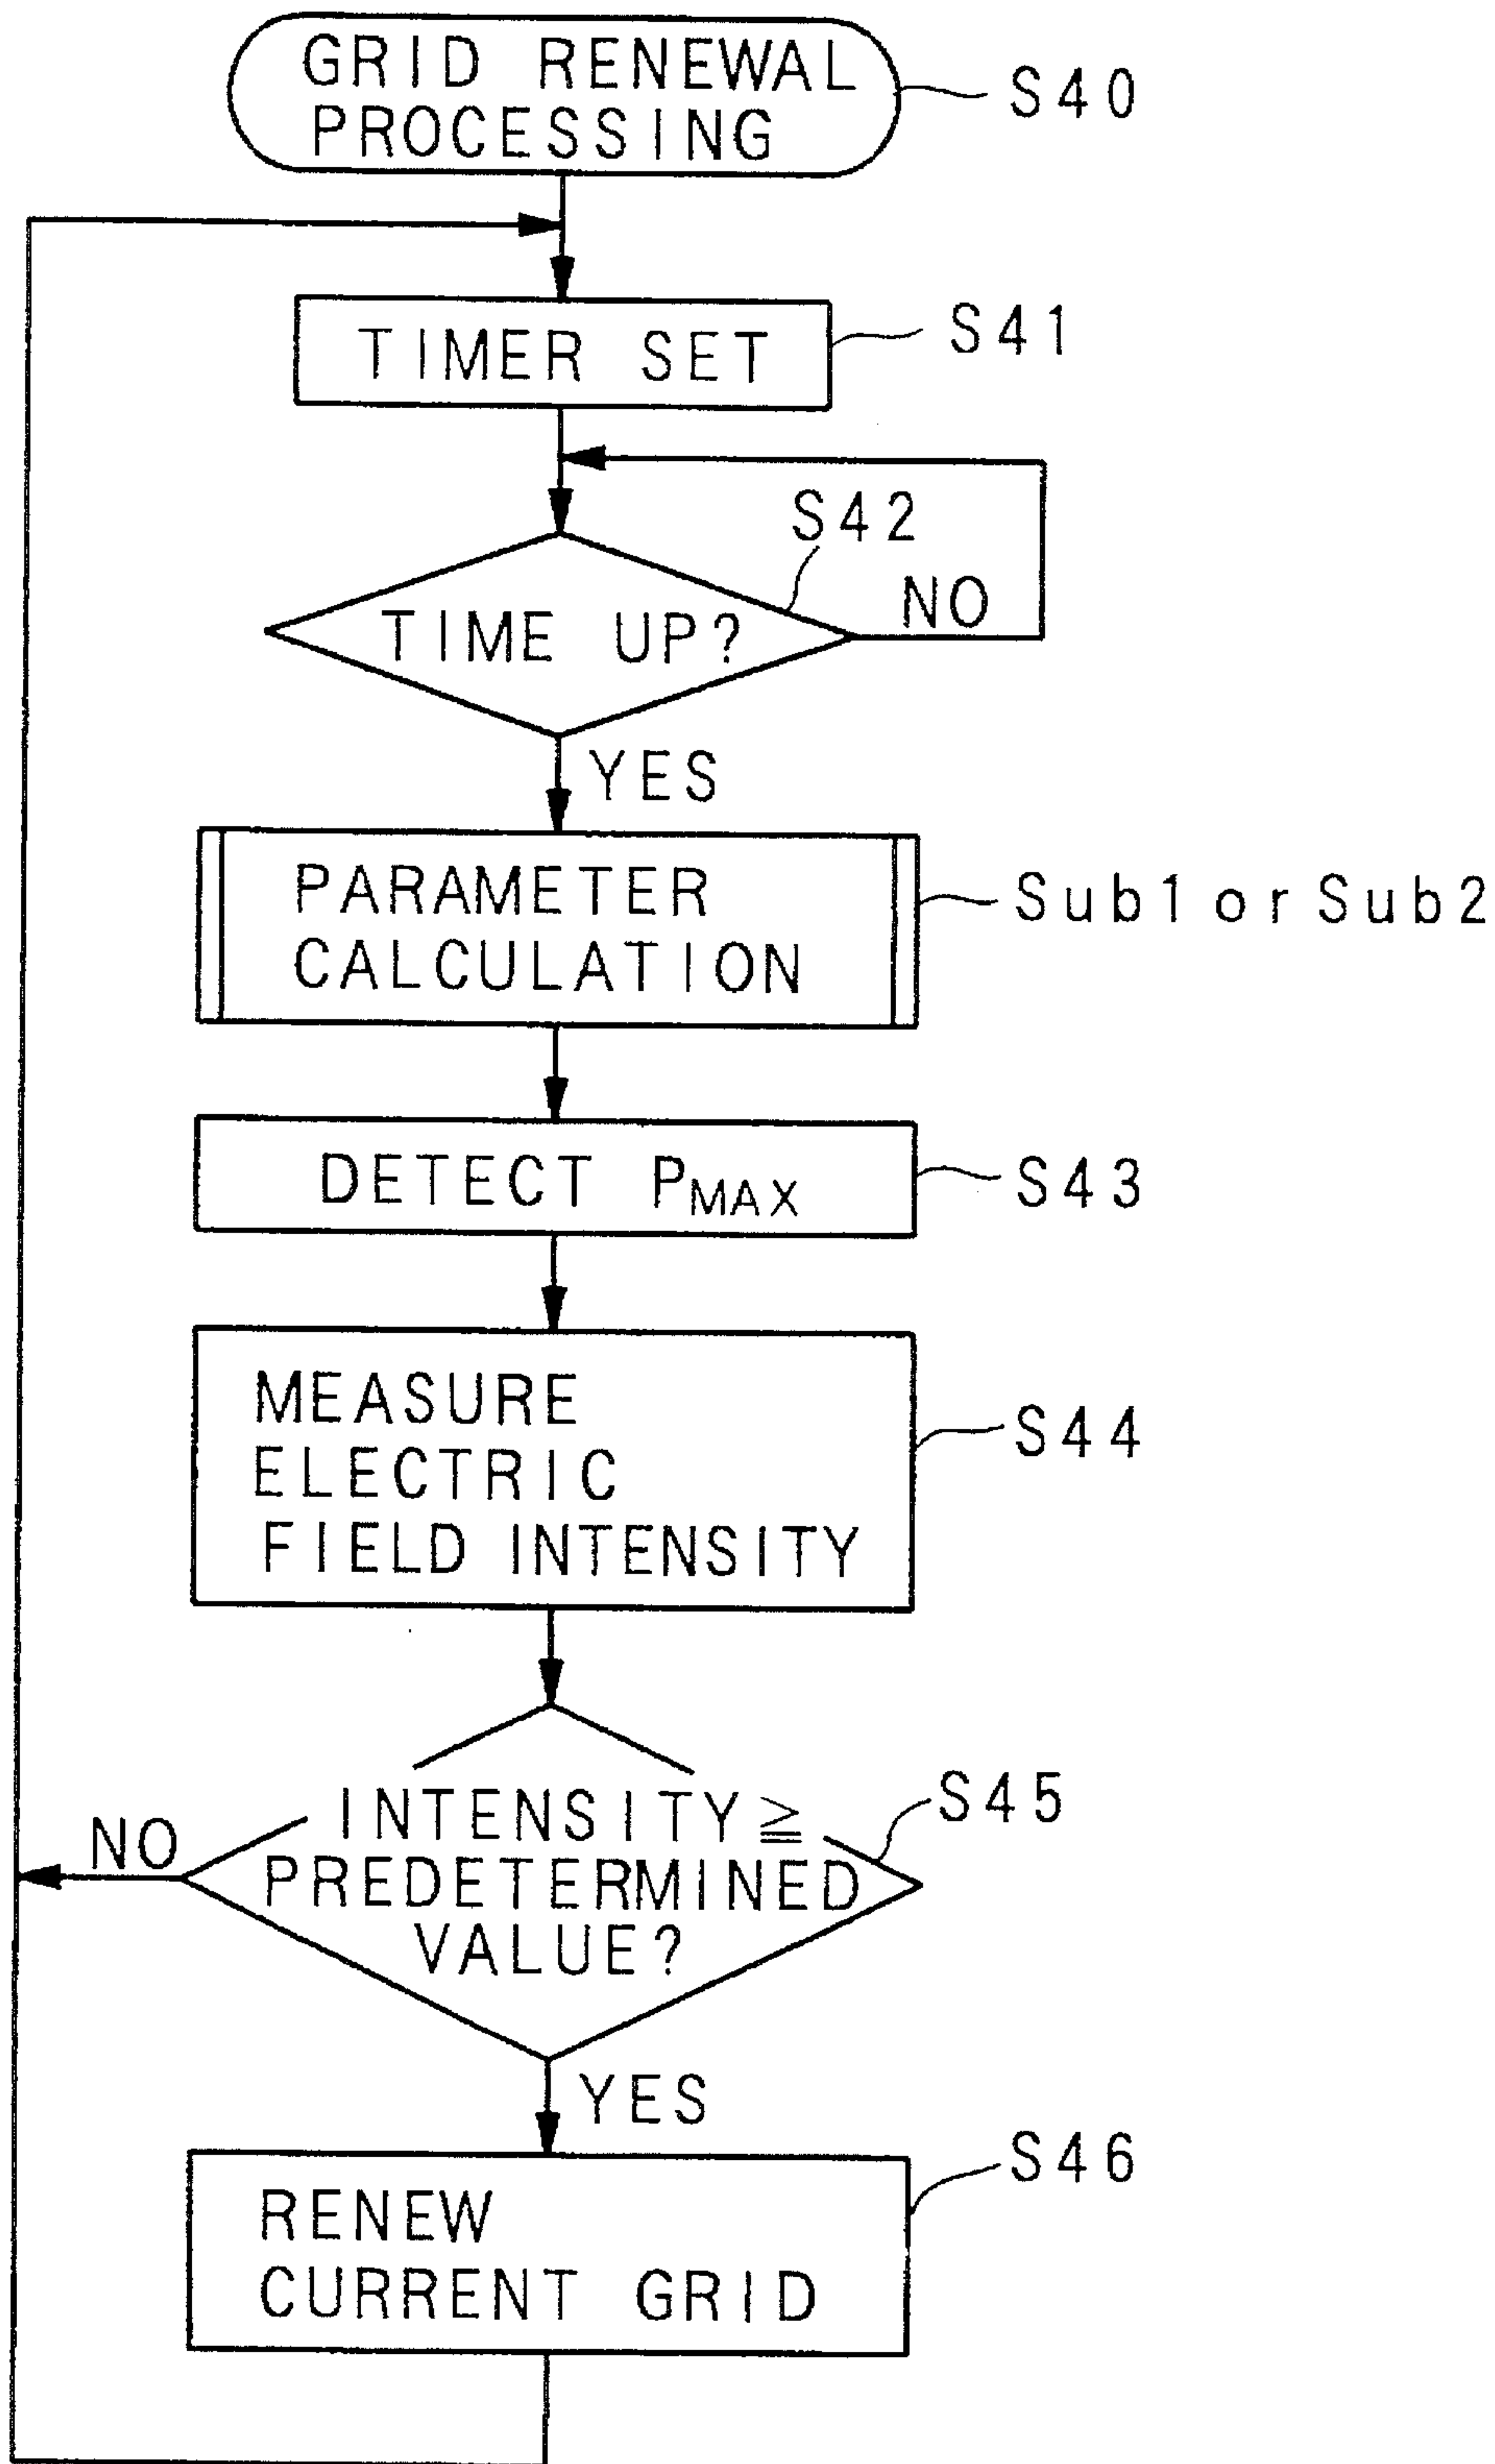 GRID RENEWAL
PROCESSING
S40
TIMER SET
S41
S42
TIME UP?
NO
YES
PARAMETER
CALCULATION
Sub1 or Sub2
DETECT PMAX
S43
MEASURE
ELECTRIC
FIELD INTENSITY
S44
INTENSITY≧
PREDETERMINED
VALUE?
S45
NO
YES
RENEW
CURRENT GRID
S46